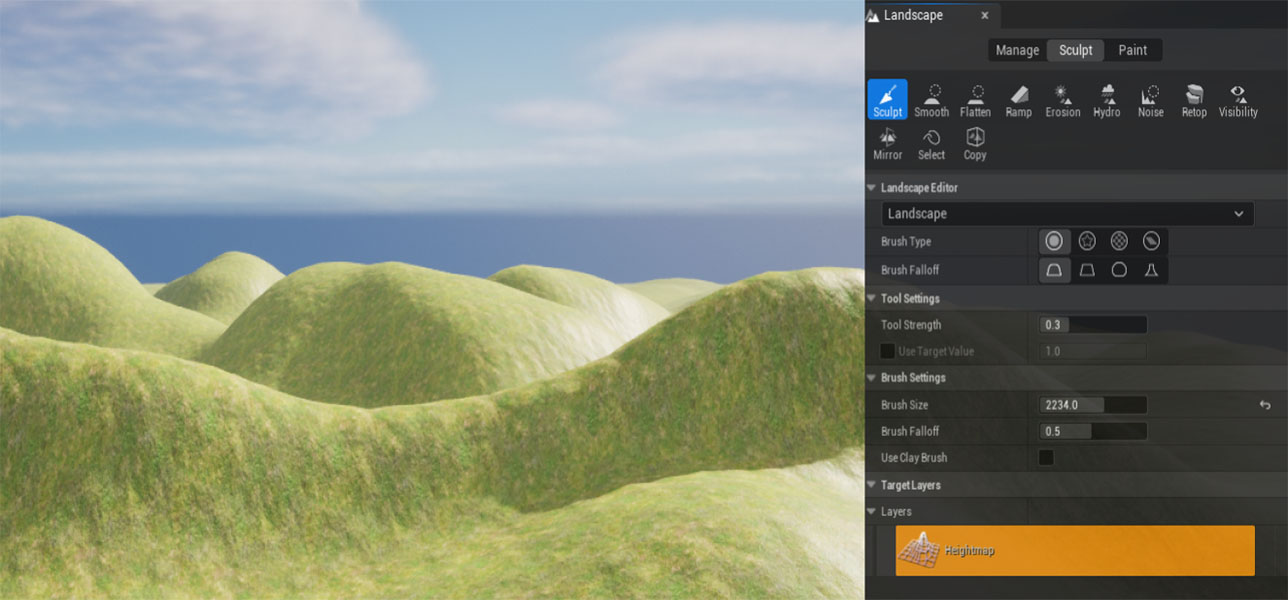 Landscape
Manage Sculpt Paint
Sculpt Smooth Flatten Ramp Erosion Hydro Noise Retop Visibility
Mirror Select Copy
Landscape Editor
Landscape
Brush Type
Brush Falloff
Tool Settings
Tool Strength 0.3
Use Target Value 1.0
Brush Settings
Brush Size 2234.0
Brush Falloff 0.5
Use Clay Brush
Target Layers
Layers
Heightmap